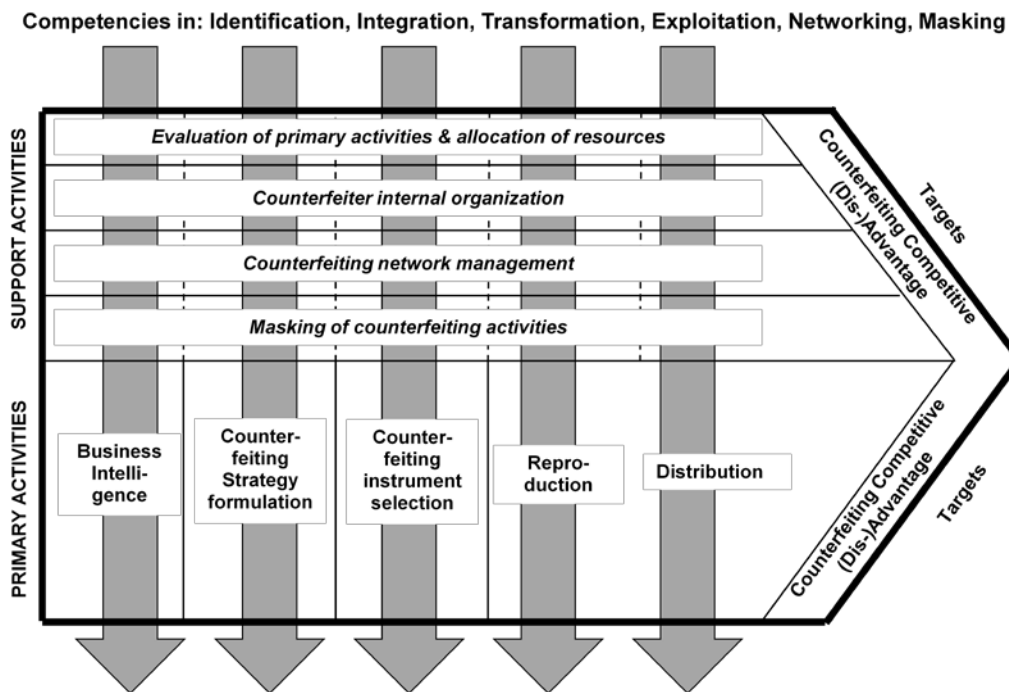 Competencies in: Identification, Integration, Transformation, Exploitation, Networking, Masking
SUPPORT ACTIVITIES
Evaluation of primary activities & allocation of resources
Counterfeiter internal organization
Counterfeiting network management
Masking of counterfeiting activities
Counterfeiting Competitive
(Dis-)Advantage
Targets
PRIMARY ACTIVITIES
Business
Intelli-
gence
Counter-
feiting
Strategy
formulation
Counter-
feiting
instrument
selection
Repro-
duction
Distribution
Counterfeiting Competitive
(Dis-)Advantage
Targets